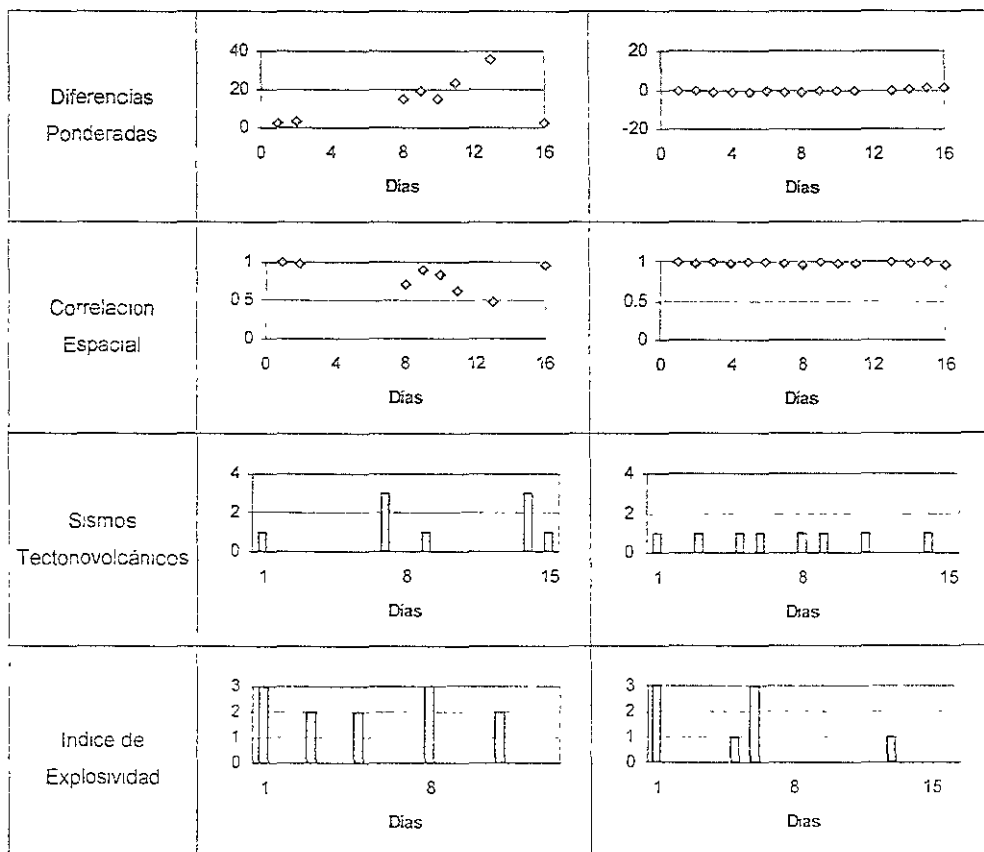 Diferencias
Ponderadas
40
20
0
0 4 8 12 16
Días
20
0
-20
0 4 8 12 16
Días
Correlacion
Espacial
1
0 5
0
0 4 8 12 16
Días
1
0.5
0
0 4 8 12 16
Días
Sismos
Tectonovolcánicos
4
2
0
1 8 15
Días
4
2
0
1 8 15
Dias
Indice de
Explosividad
3
2
1
0
1 8
Días
3
2
1
0
1 8 15
Dias